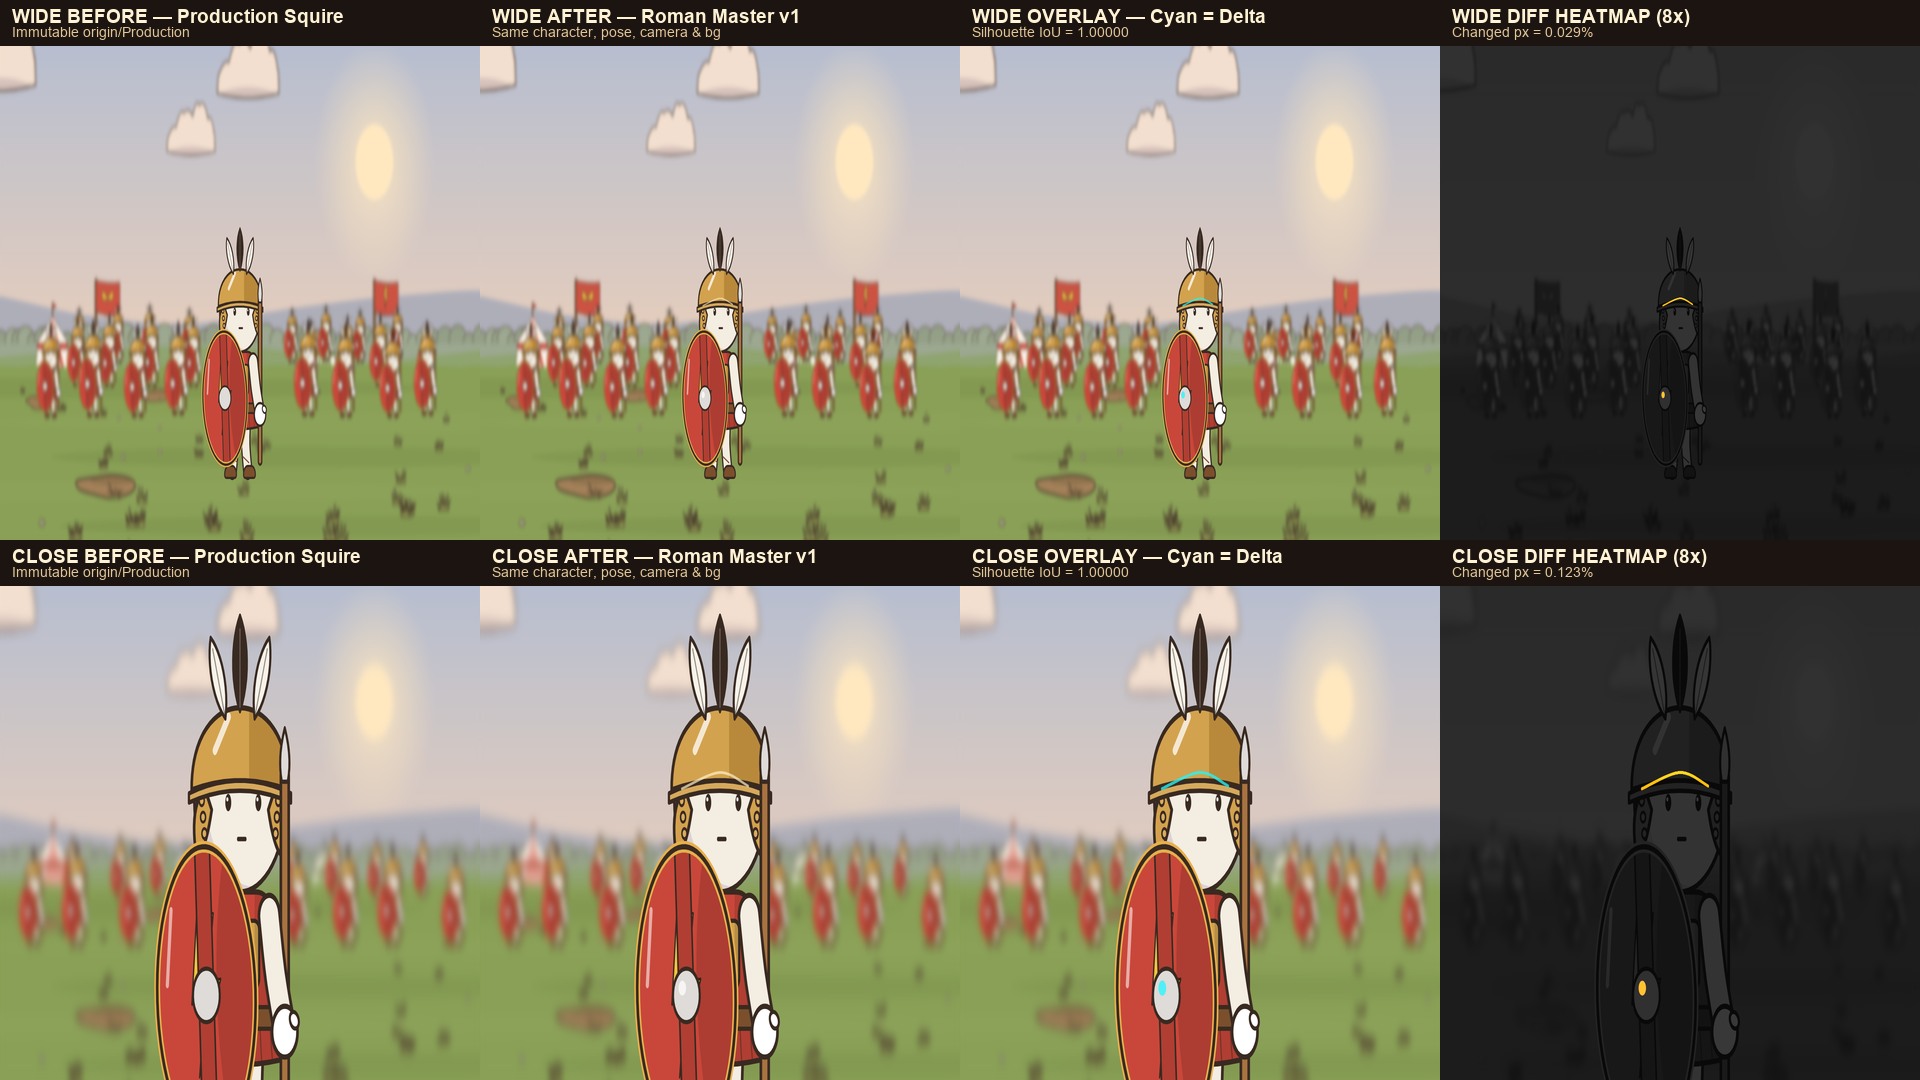 WIDE BEFORE — Production Squire
Immutable origin/Production
WIDE AFTER — Roman Master v1
Same character, pose, camera & bg
WIDE OVERLAY — Cyan = Delta
Silhouette IoU = 1.00000
WIDE DIFF HEATMAP (8x)
Changed px = 0.029%
CLOSE BEFORE — Production Squire
Immutable origin/Production
CLOSE AFTER — Roman Master v1
Same character, pose, camera & bg
CLOSE OVERLAY — Cyan = Delta
Silhouette IoU = 1.00000
CLOSE DIFF HEATMAP (8x)
Changed px = 0.123%